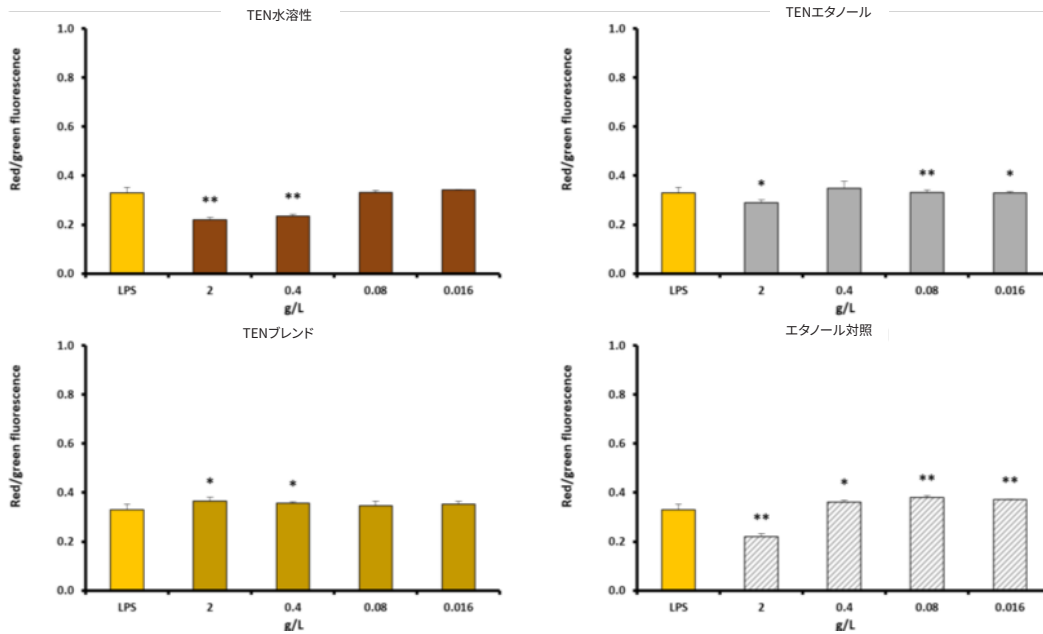 TEN水溶性
Red/green fluorescence
1.0
0.8
0.6
0.4
0.2
0.0
** **
LPS 2 0.4 0.08 0.016
g/L
TENエタノール
Red/green fluorescence
1.0
0.8
0.6
0.4
0.2
0.0
* ** *
LPS 2 0.4 0.08 0.016
g/L
TENブレンド
Red/green fluorescence
1.0
0.8
0.6
0.4
0.2
0.0
* *
LPS 2 0.4 0.08 0.016
g/L
エタノール対照
Red/green fluorescence
1.0
0.8
0.6
0.4
0.2
0.0
** * ** **
LPS 2 0.4 0.08 0.016
g/L